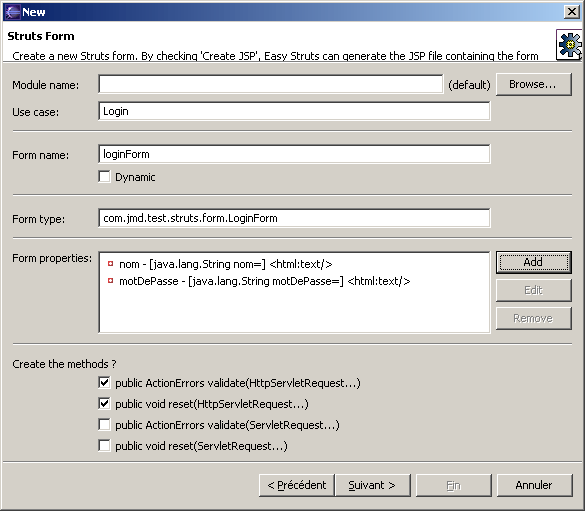 New
Struts Form
Create a new Struts form. By checking 'Create JSP', Easy Struts can generate the JSP file containing the form
Module name: (default) Browse...
Use case: Login
Form name: loginForm
Dynamic
Form type: com.jmd.test.struts.form.LoginForm
Form properties: Add
nom - [java.lang.String nom=] <html:text/>
motDePasse - [java.lang.String motDePasse=] <html:text/>
Edit
Remove
Create the methods ?
public ActionErrors validate(HttpServletRequest...)
public void reset(HttpServletRequest...)
public ActionErrors validate(ServletRequest...)
public void reset(ServletRequest...)
< Précédent Suivant > Fin Annuler